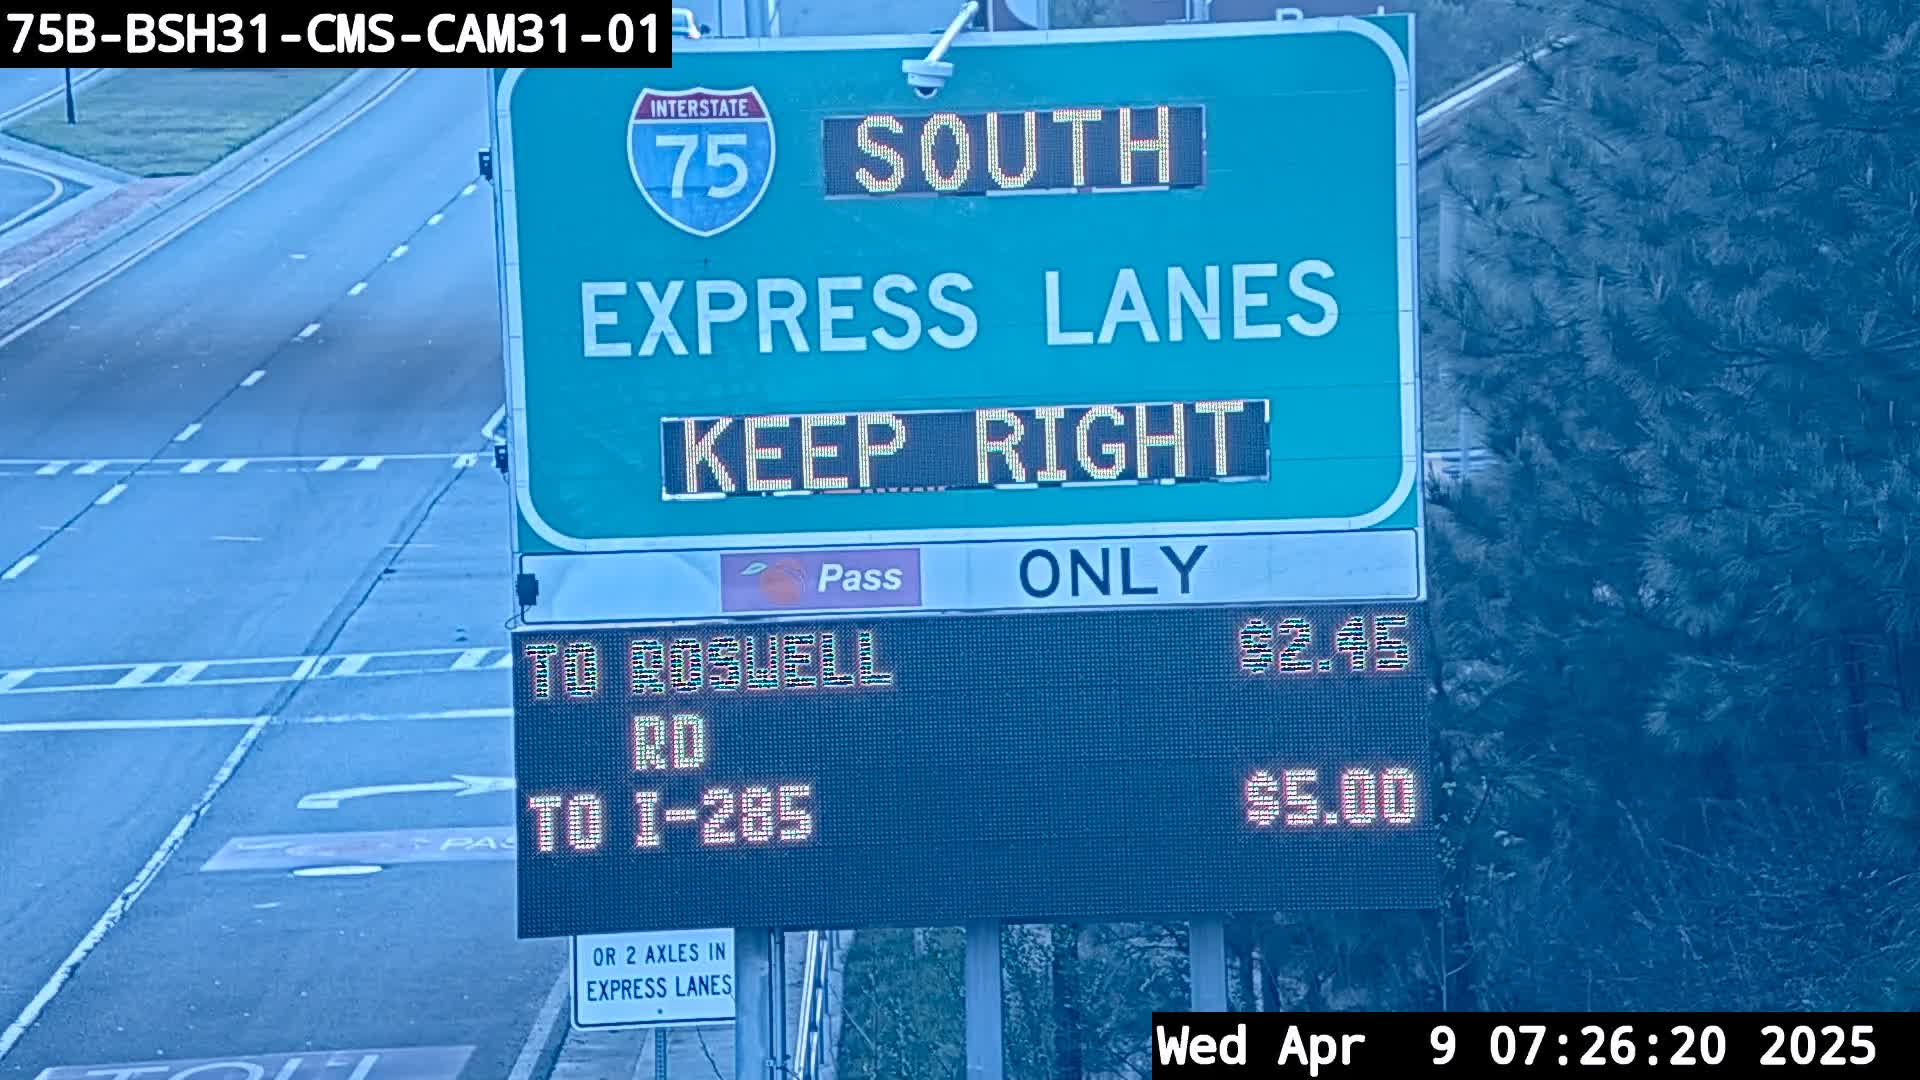 75B-BSH31-CMS-CAM31-01
INTERSTATE
75
SOUTH
EXPRESS LANES
KEEP RIGHT
Pass ONLY
TO ROSWELL $2.45
RD
TO I-285 $5.00
OR 2 AXLES IN
EXPRESS LANES
Wed Apr 9 07:26:20 2025